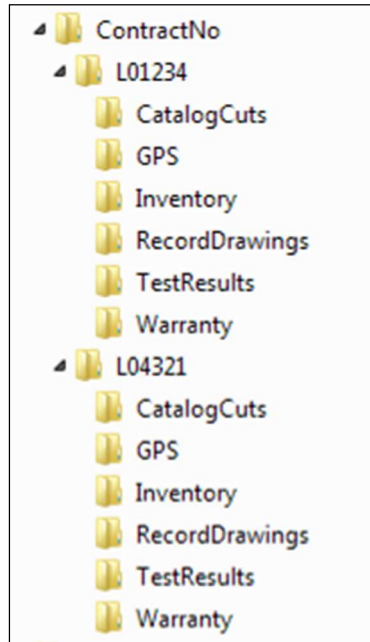 ContractNo
L01234
CatalogCuts
GPS
Inventory
RecordDrawings
TestResults
Warranty
L04321
CatalogCuts
GPS
Inventory
RecordDrawings
TestResults
Warranty